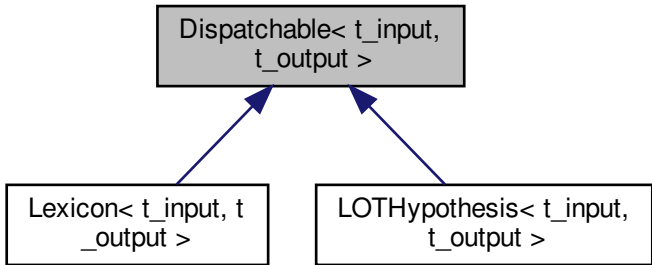 Dispatchable< t_input,
t_output >
Lexicon< t_input, t
_output >
LOTHypothesis< t_input,
t_output >